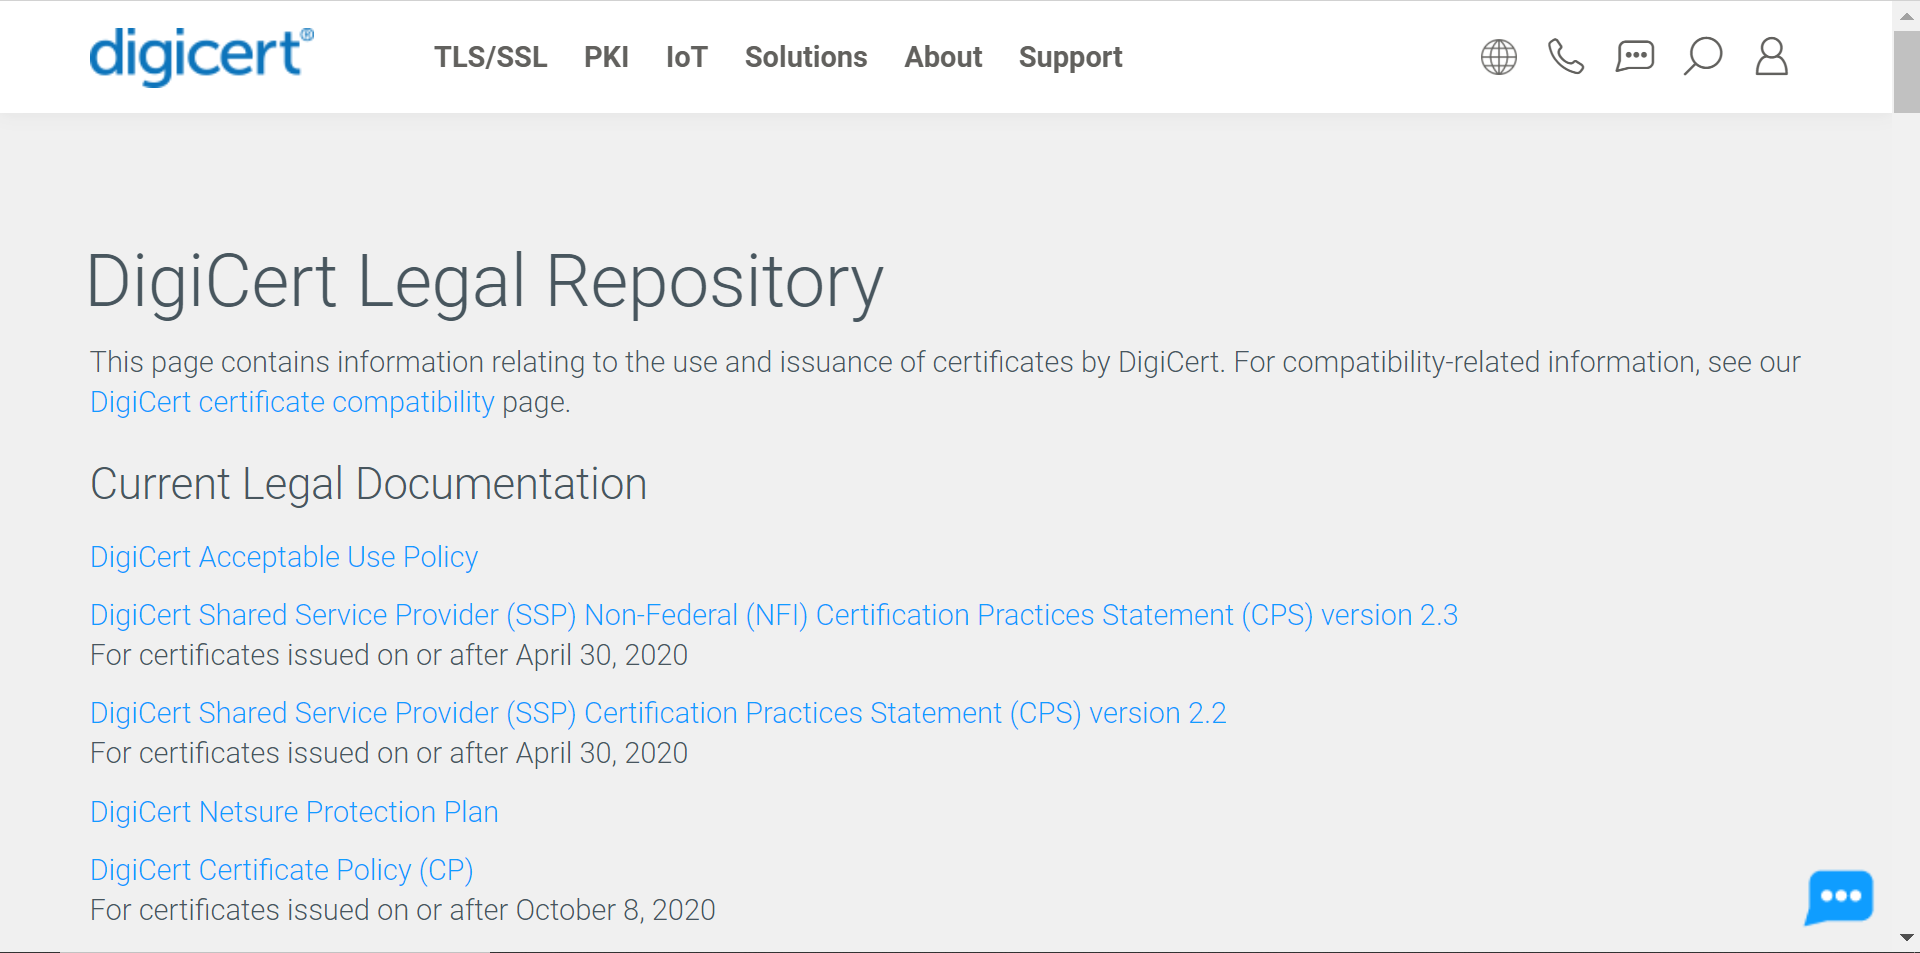 digicert®
TLS/SSL PKI IoT Solutions About Support
DigiCert Legal Repository
This page contains information relating to the use and issuance of certificates by DigiCert. For compatibility-related information, see our
DigiCert certificate compatibility page.
Current Legal Documentation
DigiCert Acceptable Use Policy
DigiCert Shared Service Provider (SSP) Non-Federal (NFI) Certification Practices Statement (CPS) version 2.3
For certificates issued on or after April 30, 2020
DigiCert Shared Service Provider (SSP) Certification Practices Statement (CPS) version 2.2
For certificates issued on or after April 30, 2020
DigiCert Netsure Protection Plan
DigiCert Certificate Policy (CP)
For certificates issued on or after October 8, 2020